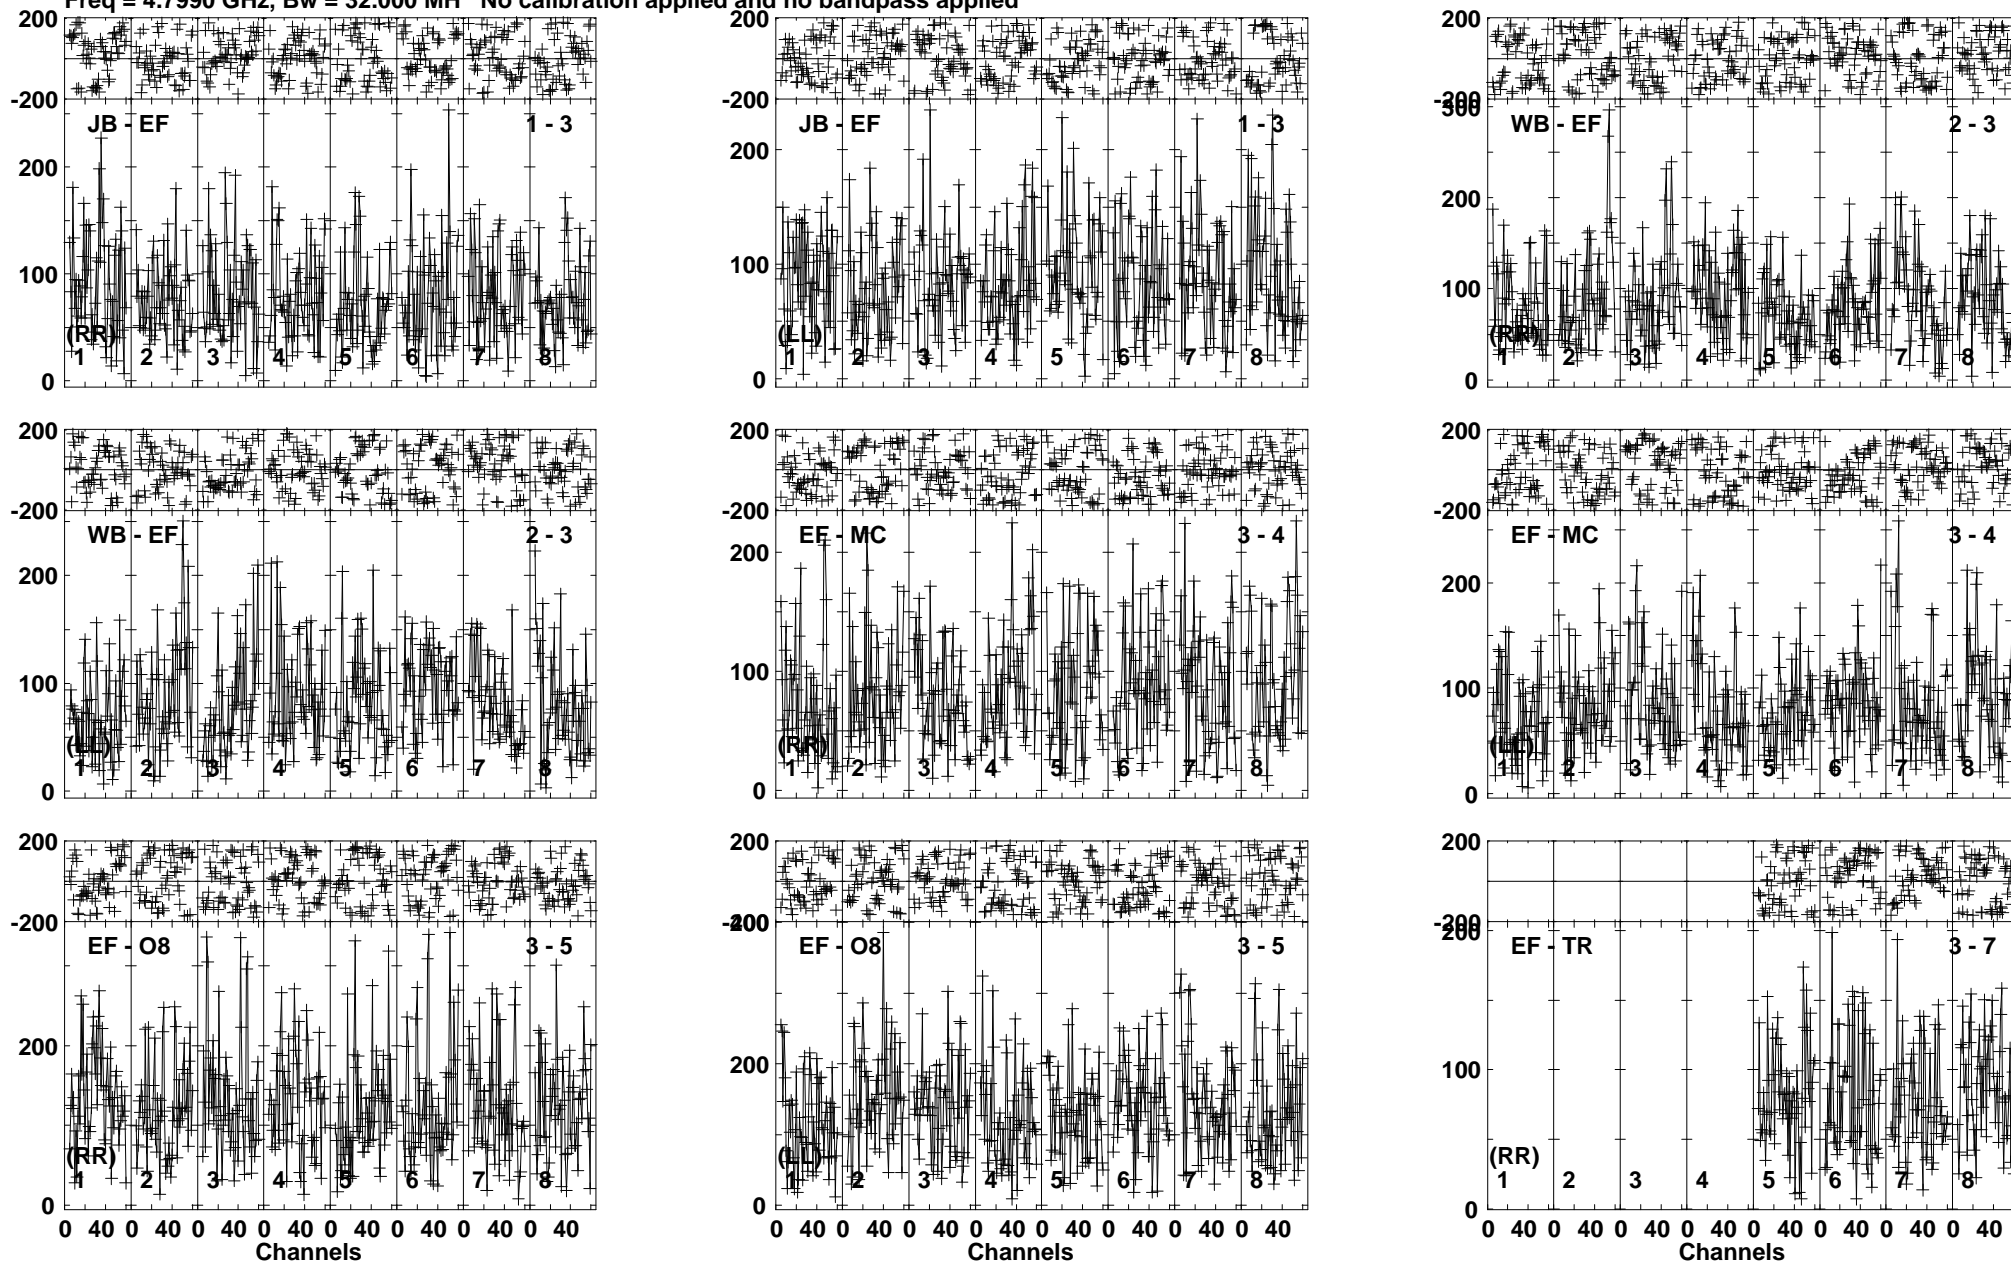 Freq = 4.7990 GHz, Bw = 32.000 MH   No calibration applied and no bandpass applied
200 200 200
-200 -200 -200
300
JB - EF 1 - 3 JB - EF 1 - 3 WB - EF 2 - 3
200 200 200
100 100 100
(RR) (LL) (RR)
1 2 3 4 5 6 7 8 1 2 3 4 5 6 7 8 1 2 3 4 5 6 7 8
0 0 0
200 200 200
-200 -200 -200
WB - EF 2 - 3 EF - MC 3 - 4 EF - MC 3 - 4
200 200 200
100 100 100
(LL) (RR) (LL)
1 2 3 4 5 6 7 8 1 2 3 4 5 6 7 8 1 2 3 4 5 6 7 8
0 0 0
200 200 200
-200 -200 -200
400 200
EF - O8 3 - 5 EF - O8 3 - 5 EF - TR 3 - 7
200 200 100
(RR) (LL) (RR)
1 2 3 4 5 6 7 8 1 2 3 4 5 6 7 8 1 2 3 4 5 6 7 8
0 0 0
0 40 0 40 0 40 0 40 0 40 0 40 0 40 0 40 0 40 0 40 0 40 0 40 0 40 0 40 0 40 0 40 0 40 0 40 0 40 0 40 0 40 0 40 0 40 0 40
Channels Channels Channels